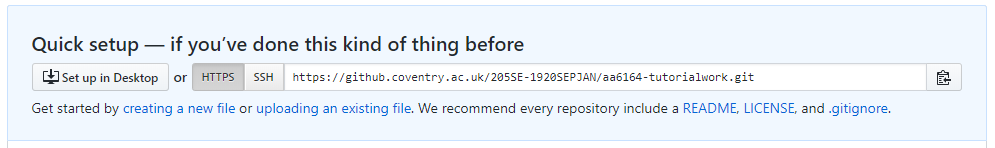 Quick setup — if you’ve done this kind of thing before
Set up in Desktop or HTTPS SSH https://github.coventry.ac.uk/205SE-1920SEPJAN/aa6164-tutorialwork.git
Get started by creating a new file or uploading an existing file. We recommend every repository include a README, LICENSE, and .gitignore.